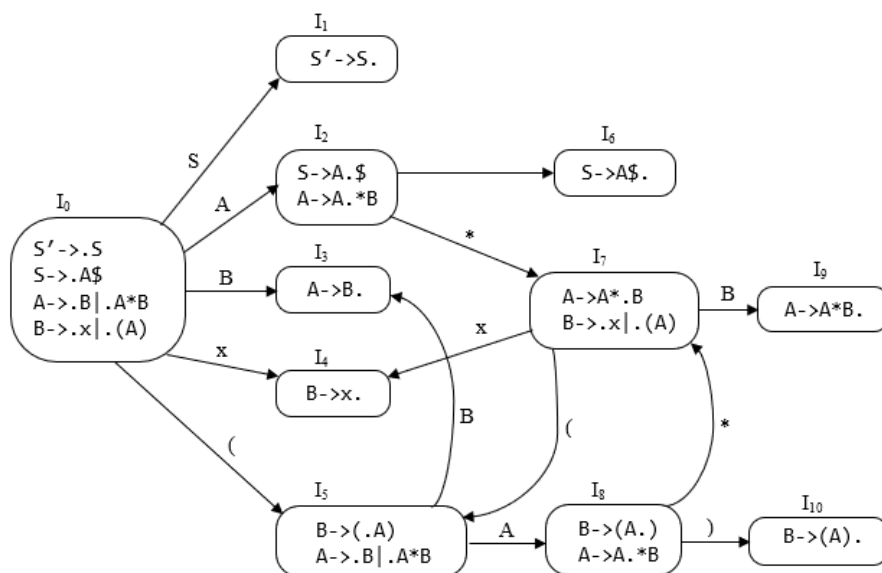 I₁
S'->S.
S
I₂
S->A.$
A->A.*B
I₆
S->A$.
I₀
S'->.S
S->.A$
A->.B|.A*B
B->.x|.(A)
A
*
B
I₃
A->B.
I₇
A->A*.B
B->.x|.(A)
B
I₉
A->A*B.
x
I₄
B->x.
x
B
(
(
*
I₅
B->(.A)
A->.B|.A*B
A
I₈
B->(A.)
A->A.*B
)
I₁₀
B->(A).